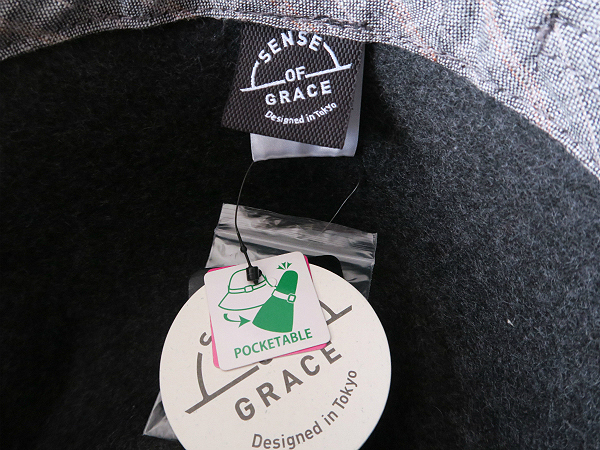 SENSE
OF
GRACE
Designed in Tokyo
POCKETABLE
S
GRACE
Designed in Tokyo